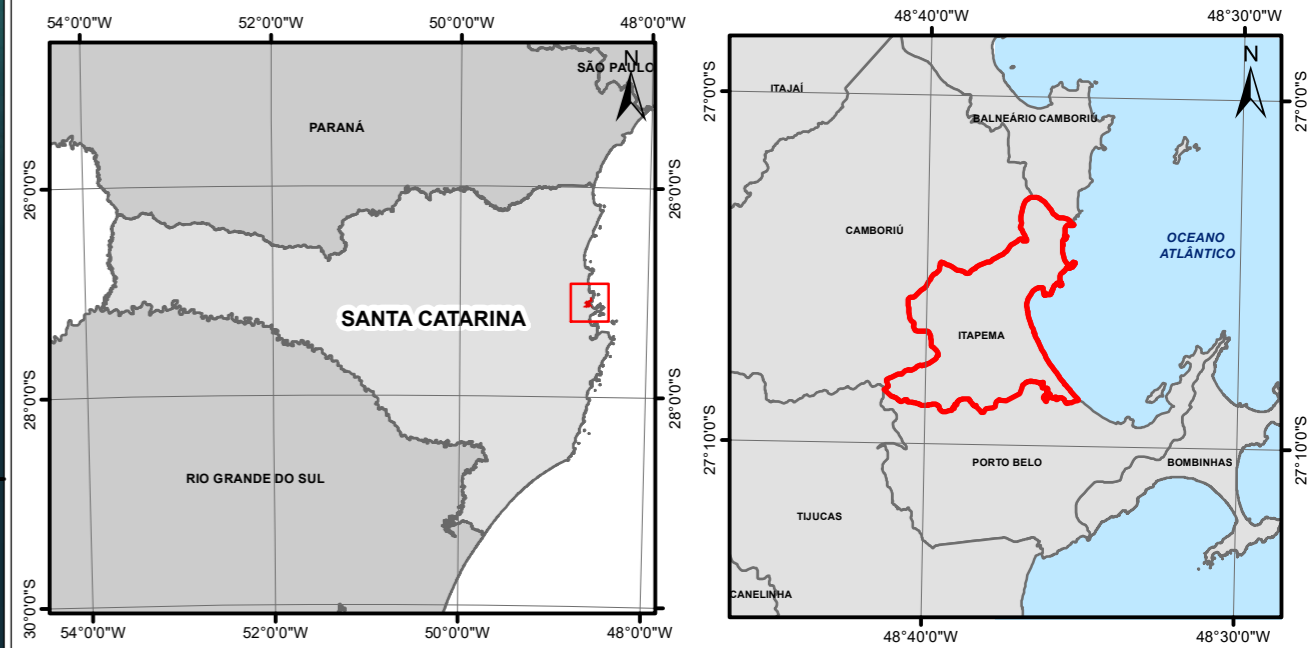 54°0'0"W 52°0'0"W 50°0'0"W 48°0'0"W
N
SÃO PAULO
PARANÁ
26°0'0"S 26°0'0"S
SANTA CATARINA
28°0'0"S 28°0'0"S
RIO GRANDE DO SUL
30°0'0"S 30°0'0"S
54°0'0"W 52°0'0"W 50°0'0"W 48°0'0"W
48°40'0"W 48°30'0"W
N
ITAJAÍ
27°0'0"S 27°0'0"S
BALNEÁRIO CAMBORIÚ
CAMBORIÚ
OCEANO
ATLÂNTICO
ITAPEMA
27°10'0"S 27°10'0"S
PORTO BELO
BOMBINHAS
TIJUCAS
CANELINHA
48°40'0"W 48°30'0"W